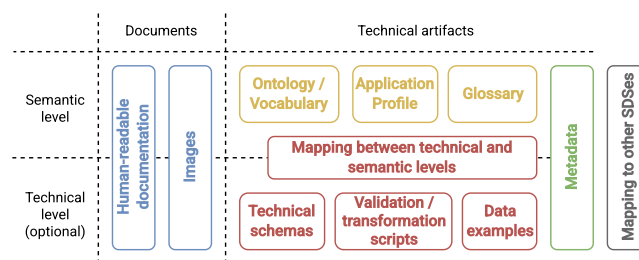 Documents
Technical artifacts
Semantic
level
Technical
level
(optional)
Human-readable
documentation
Images
Ontology /
Vocabulary
Application
Profile
Glossary
Mapping between technical and
semantic levels
Technical
schemas
Validation /
transformation
scripts
Data
examples
Metadata
Mapping to other SDSes